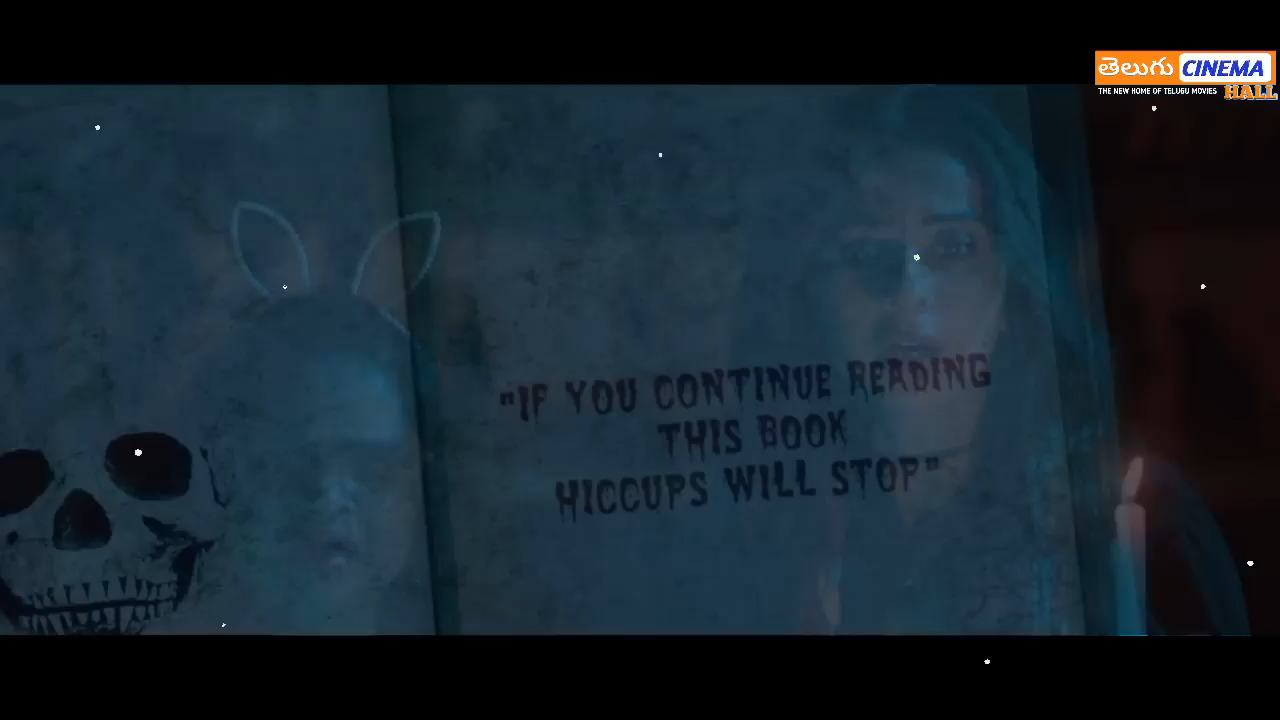 తెలుగు CINEMA
THE NEW HOME OF TELUGU MOVIES HALL
"IF YOU CONTINUE READING
THIS BOOK
HICCUPS WILL STOP"